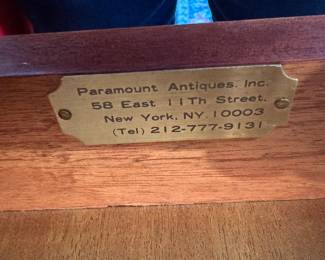 Paramount Antiques. Inc.
58 East 11Th Street.
New York, NY. 10003
(Tel) 212-777-9131